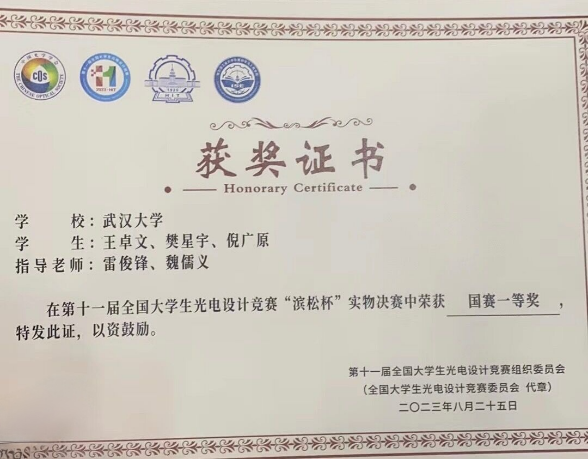 COS
获奖证书
Honorary Certificate
学 校：武汉大学
学 生：王卓文、樊星宇、倪广原
指导老师：雷俊锋、魏儒义
在第十一届全国大学生光电设计竞赛“滨松杯”实物决赛中荣获 国赛一等奖，
特发此证，以资鼓励。
第十一届全国大学生光电设计竞赛组织委员会
（全国大学生光电设计竞赛委员会 代章）
二〇二三年八月二十五日